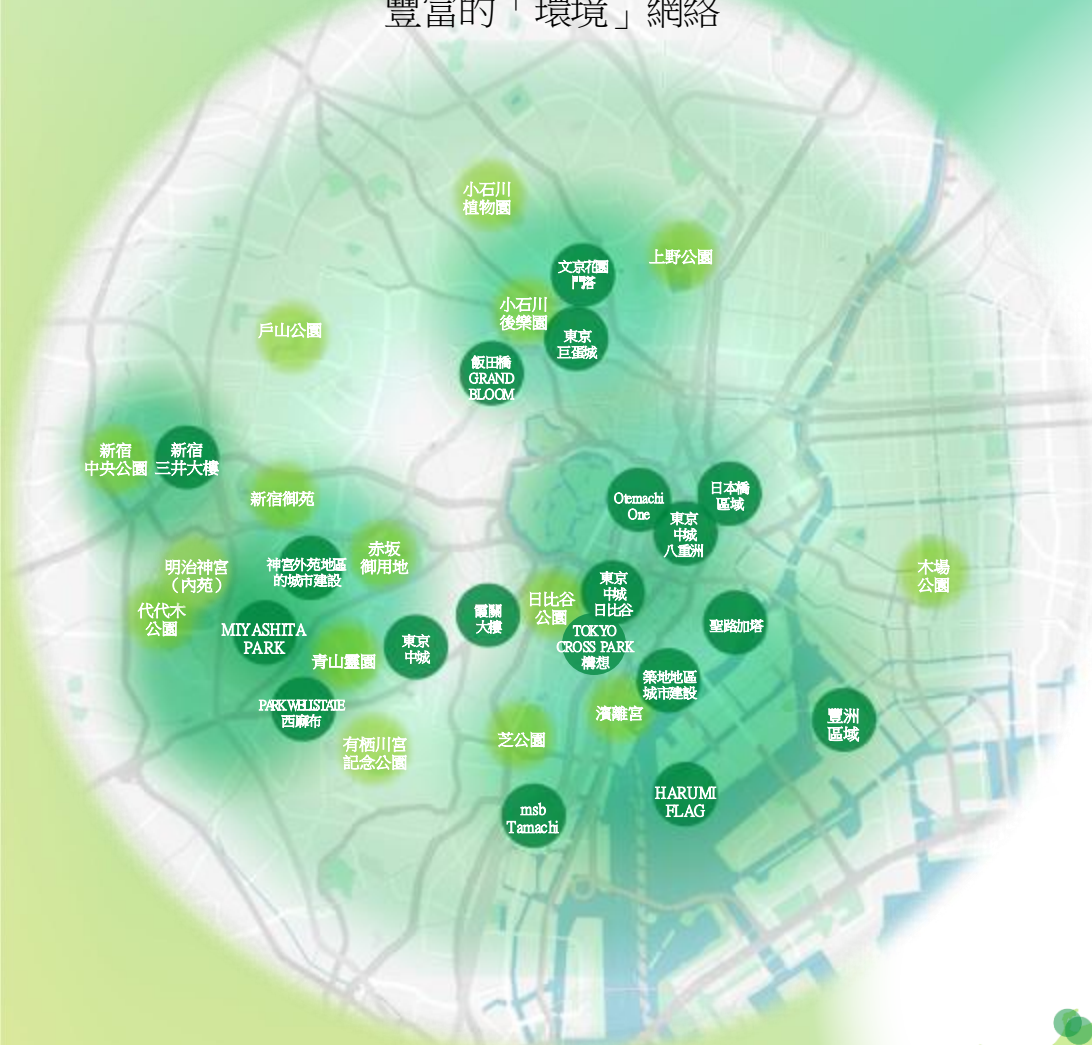 豐富的「環境」網絡
小石川
植物園
上野公園
文京花園
門塔
小石川
後樂園
東京
巨蛋城
戶山公園
飯田橋
GRAND
BLOOM
新宿
中央公園
新宿
三井大樓
新宿御苑
Otemachi
One
日本橋
區域
東京
中城
八重洲
明治神宮
（內苑）
神宮外苑地區
的城市建設
赤坂
御用地
木場
公園
代代木
公園
MIYASHITA
PARK
青山靈園
東京
中城
霞關
大樓
日比谷
公園
東京
中城
日比谷
TOKYO
CROSS PARK
構想
聖路加塔
築地地區
城市建設
PARK WELLSTATE
西麻布
濱離宮
豐洲
區域
有栖川宮
記念公園
芝公園
HARUMI
FLAG
msb
Tamachi